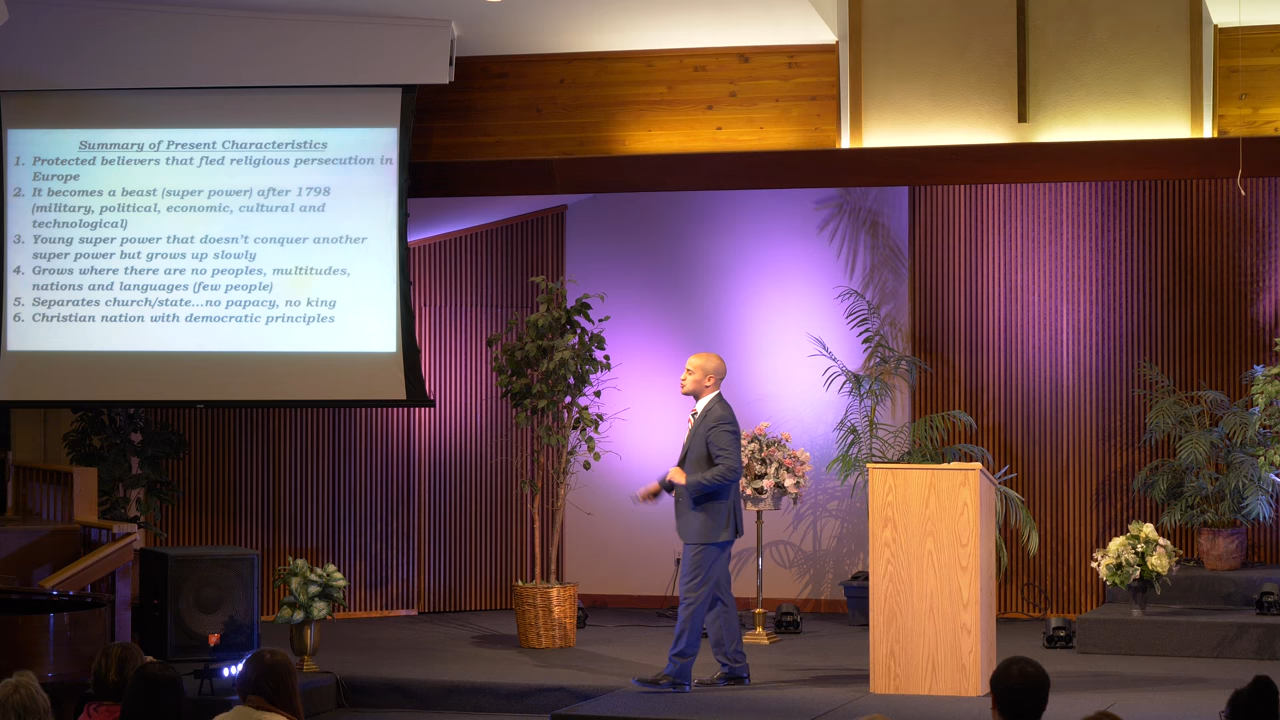 Summary of Present Characteristics
1. Protected believers that fled religious persecution in
Europe
2. It becomes a beast (super power) after 1798
(military, political, economic, cultural and
technological)
3. Young super power that doesn't conquer another
super power but grows up slowly
4. Grows where there are no peoples, multitudes,
nations and languages (few people)
5. Separates church/state...no papacy, no king
6. Christian nation with democratic principles